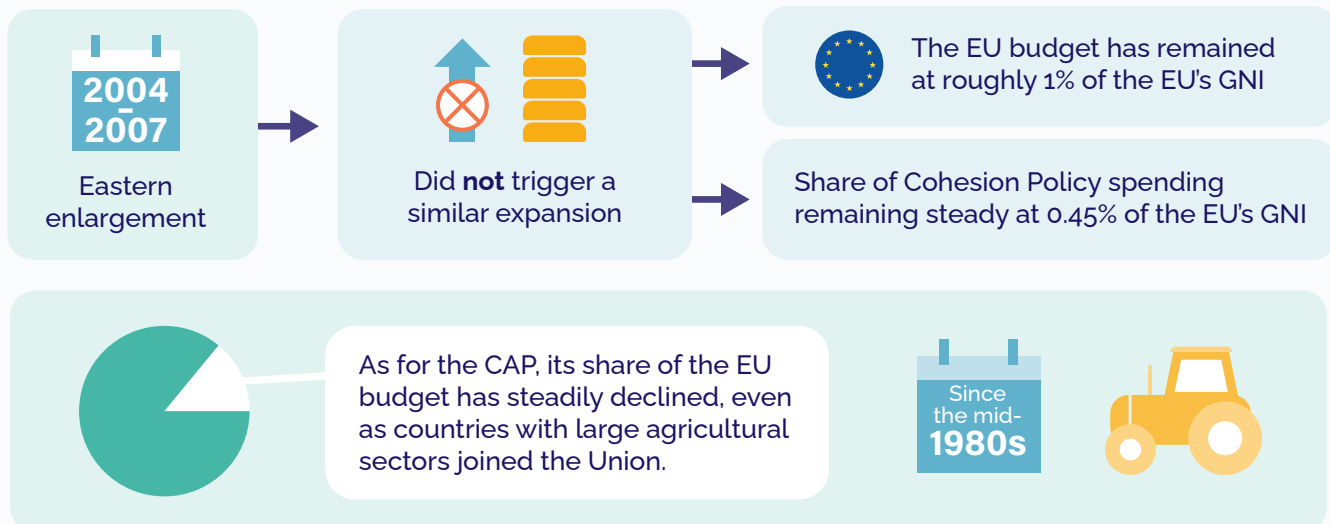 2004
–
2007
Eastern
enlargement
Did not trigger a
similar expansion
The EU budget has remained
at roughly 1% of the EU's GNI
Share of Cohesion Policy spending
remaining steady at 0.45% of the EU's GNI
As for the CAP, its share of the EU
budget has steadily declined, even
as countries with large agricultural
sectors joined the Union.
Since
the mid-
1980s